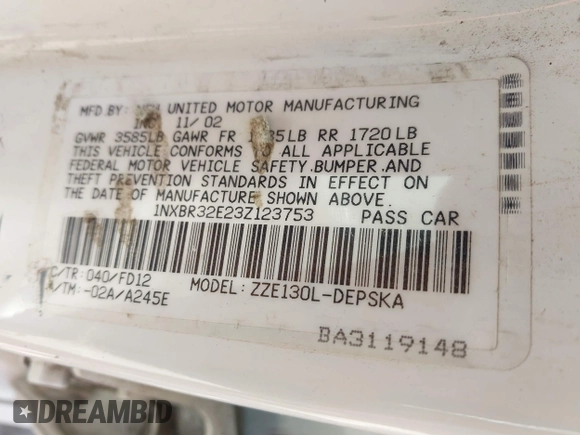 MFD.BY: UNITED MOTOR MANUFACTURING
11/02
GVWR 3585LB GAWR FR LB RR 1720LB
THIS VEHICLE CONFORMS TO ALL APPLICABLE
FEDERAL MOTOR VEHICLE SAFETY.BUMPER.AND
THEFT PREVENTION STANDARDS IN EFFECT ON
THE DATE OF MANUFACTURE SHOWN ABOVE.
1NXBR32E23Z123753 PASS CAR
C/TR: 040/FD12 MODEL: ZZE130L-DEPSKA
A/TM: -02A/A245E
BA3119148
DREAMBID